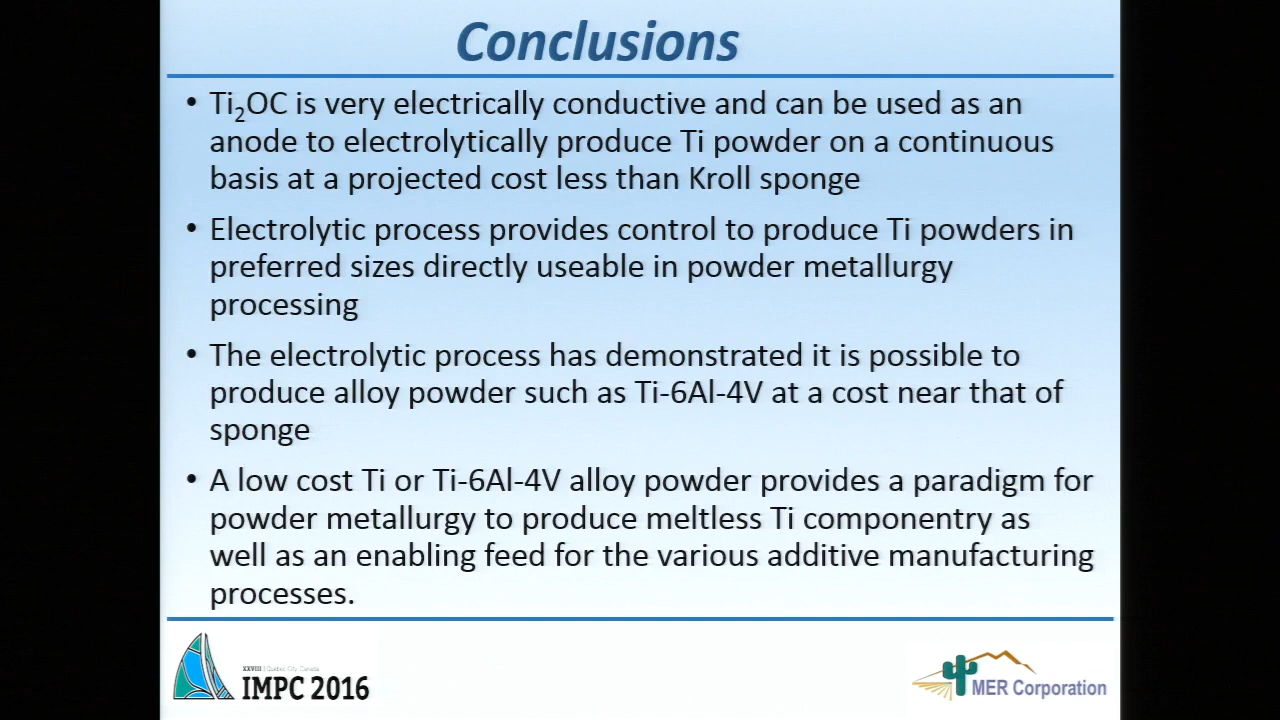 Conclusions
• Ti₂OC is very electrically conductive and can be used as an
anode to electrolytically produce Ti powder on a continuous
basis at a projected cost less than Kroll sponge
• Electrolytic process provides control to produce Ti powders in
preferred sizes directly useable in powder metallurgy
processing
• The electrolytic process has demonstrated it is possible to
produce alloy powder such as Ti-6Al-4V at a cost near that of
sponge
• A low cost Ti or Ti-6Al-4V alloy powder provides a paradigm for
powder metallurgy to produce meltless Ti componentry as
well as an enabling feed for the various additive manufacturing
processes.
XXVIII | Quebec City, Canada
IMPC 2016
MER Corporation